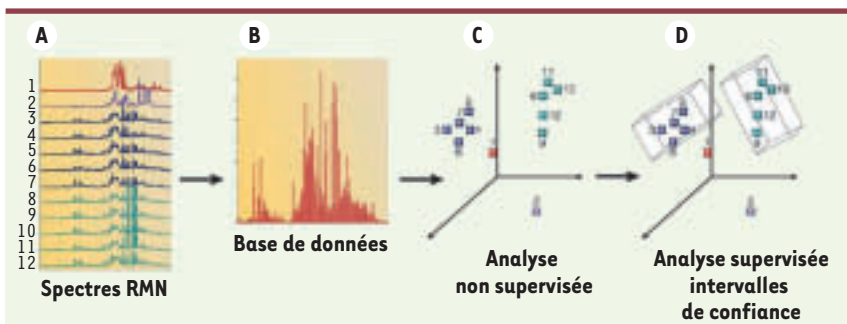 A
B
C
D
1
2
3
4
5
6
7
8
9
10
11
12
Spectres RMN
Base de données
Analyse
non supervisée
Analyse supervisée
intervalles
de confiance